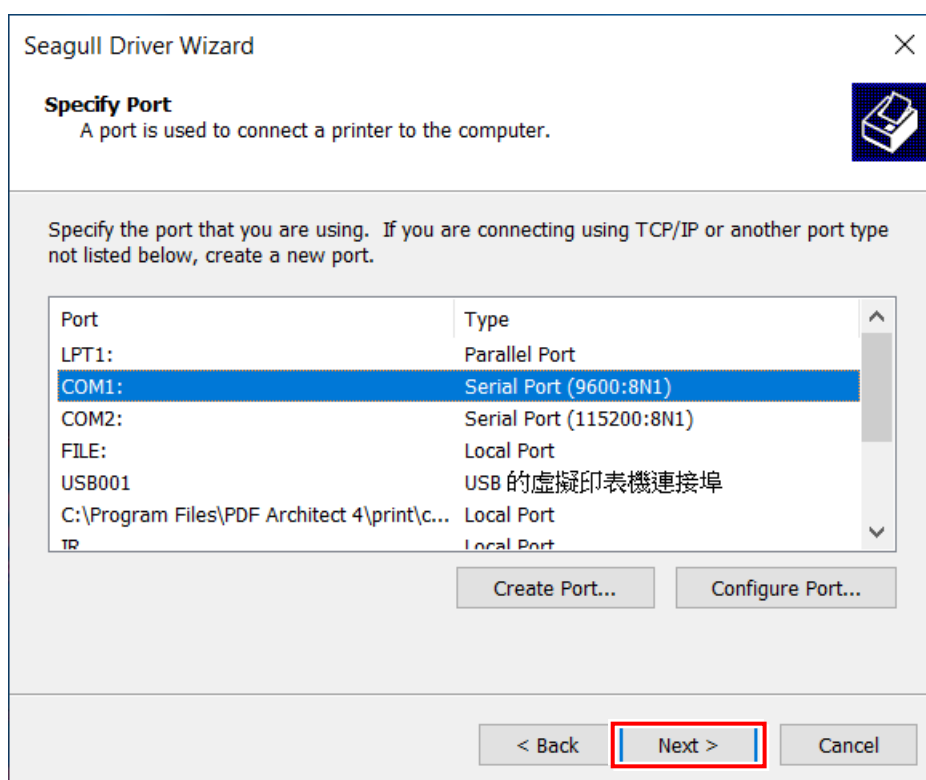 Seagull Driver Wizard
Specify Port
A port is used to connect a printer to the computer.
Specify the port that you are using.  If you are connecting using TCP/IP or another port type
not listed below, create a new port.
Port Type
LPT1: Parallel Port
COM1: Serial Port (9600:8N1)
COM2: Serial Port (115200:8N1)
FILE: Local Port
USB001 USB 的虛擬印表機連接埠
C:\Program Files\PDF Architect 4\print\c... Local Port
IR Local Port
Create Port... Configure Port...
< Back Next > Cancel